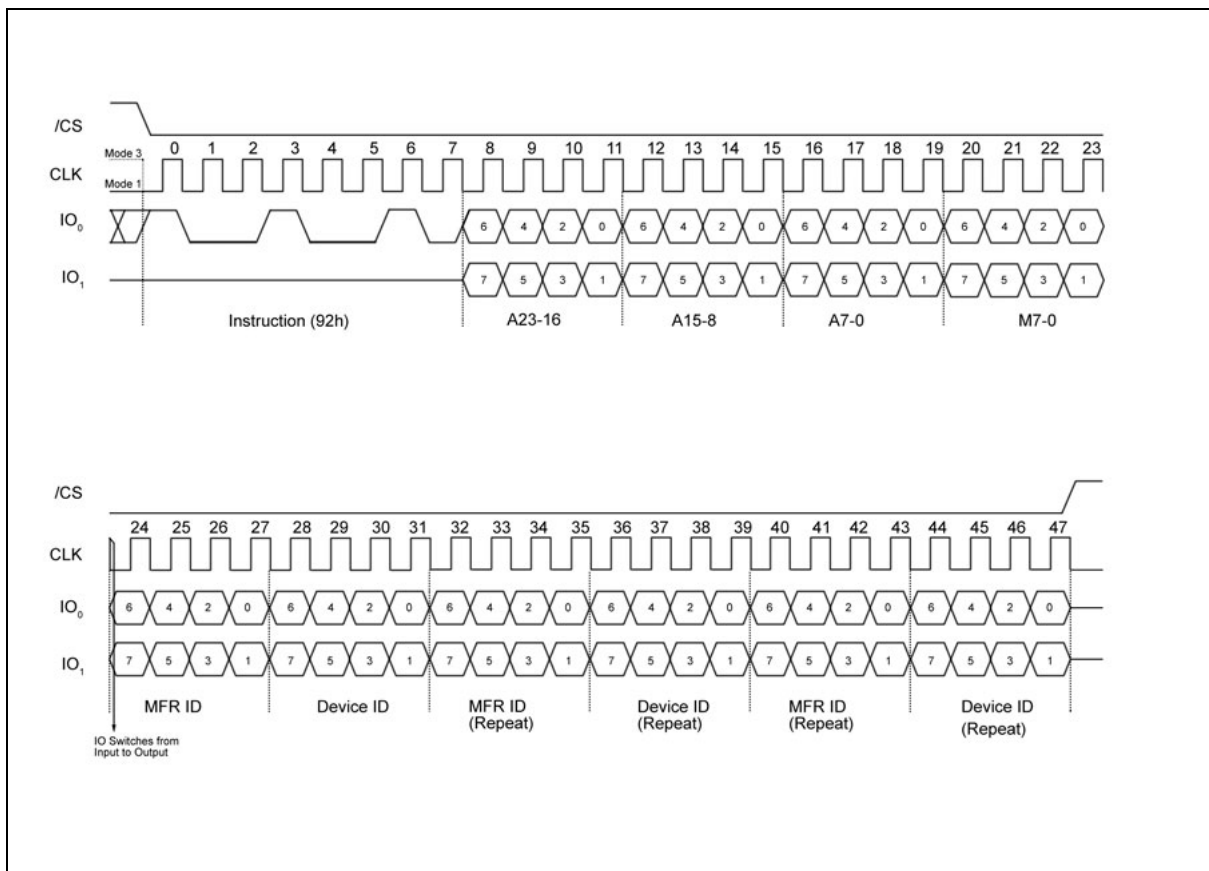 /CS
0 1 2 3 4 5 6 7 8 9 10 11 12 13 14 15 16 17 18 19 20 21 22 23
Mode 3
CLK
Mode 1
IO0
6 4 2 0 6 4 2 0 6 4 2 0 6 4 2 0
IO1
7 5 3 1 7 5 3 1 7 5 3 1 7 5 3 1
Instruction (92h) A23-16 A15-8 A7-0 M7-0
/CS
24 25 26 27 28 29 30 31 32 33 34 35 36 37 38 39 40 41 42 43 44 45 46 47
CLK
IO0
6 4 2 0 6 4 2 0 6 4 2 0 6 4 2 0 6 4 2 0 6 4 2 0
IO1
7 5 3 1 7 5 3 1 7 5 3 1 7 5 3 1 7 5 3 1 7 5 3 1
MFR ID Device ID MFR ID Device ID MFR ID Device ID
(Repeat) (Repeat) (Repeat) (Repeat)
IO Switches from
Input to Output